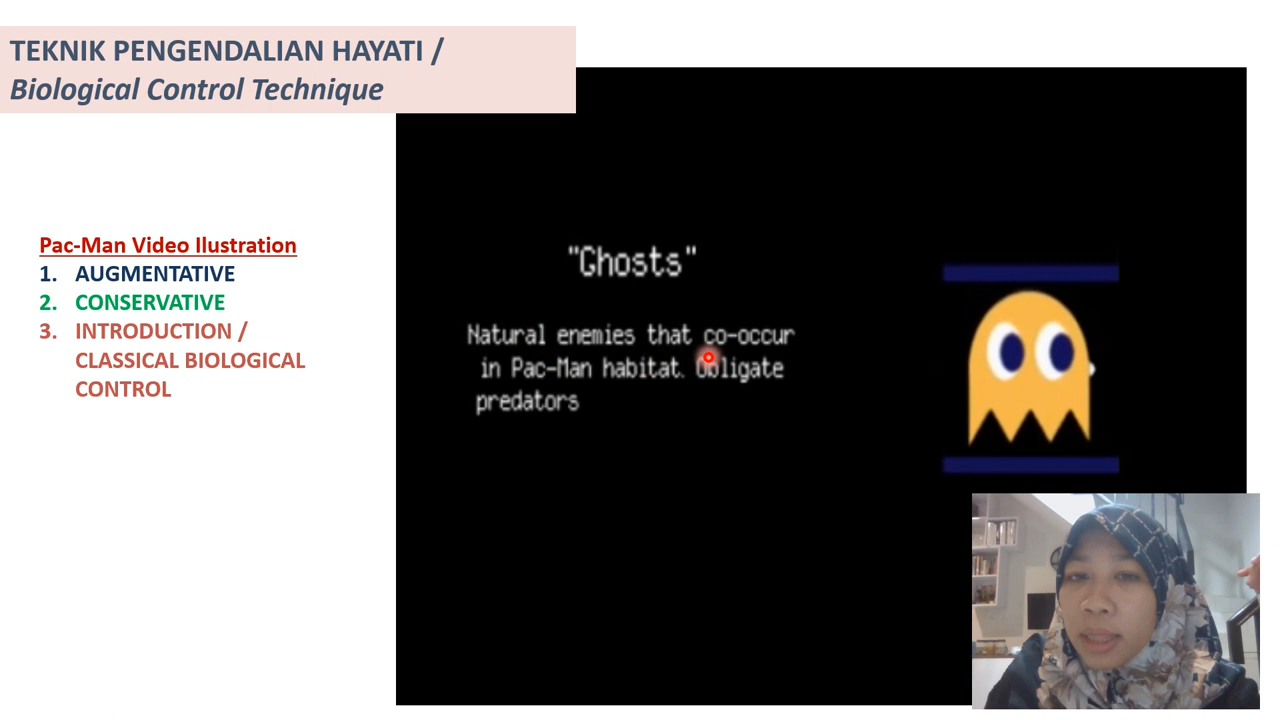 TEKNIK PENGENDALIAN HAYATI /
Biological Control Technique
Pac-Man Video Ilustration
1. AUGMENTATIVE
2. CONSERVATIVE
3. INTRODUCTION /
CLASSICAL BIOLOGICAL
CONTROL
"Ghosts"
Natural enemies that co-occur
in Pac-Man habitat. Obligate
predators